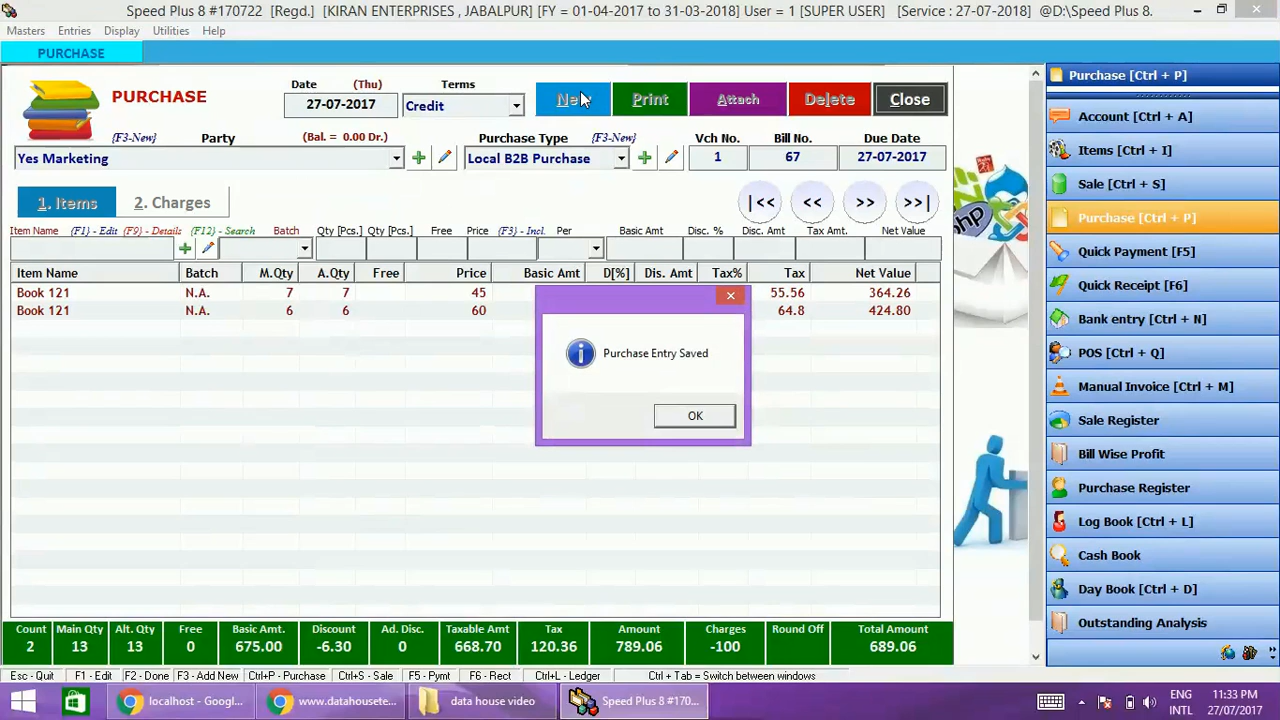 Speed Plus 8 #170722 [Regd.] [KIRAN ENTERPRISES , JABALPUR] [FY = 01-04-2017 to 31-03-2018] User = 1 [SUPER USER] [Service : 27-07-2018) @D:\Speed Plus 8.
Masters Entries Display Utilities Help
PURCHASE
PURCHASE
Date (Thu) Terms
27-07-2017 Credit
New Print Attach Delete Close
{F3-New} Party (Bal. = 0.00 Dr.) Purchase Type {F3-New} Vch No. Bill No. Due Date
Yes Marketing Local B2B Purchase 1 67 27-07-2017
1. Items 2. Charges |<< << >> >>|
Item Name {F1} - Edit (F9) - Details {F12} - Search Batch Qty [Pcs.] Qty [Pcs.] Free Price {F3} - Incl. Per Basic Amt Disc. % Disc. Amt Tax Amt. Net Value
Item Name Batch M.Qty A.Qty Free Price Basic Amt D[%] Dis. Amt Tax% Tax Net Value
Book 121 N.A. 7 7 45 55.56 364.26
Book 121 N.A. 6 6 60 64.8 424.80
Purchase Entry Saved
OK
Count Main Qty Alt. Qty Free Basic Amt. Discount Ad. Disc. Taxable Amt Tax Amount Charges Round Off Total Amount
2 13 13 0 675.00 -6.30 0 668.70 120.36 789.06 -100 689.06
Esc - Quit F1 - Edit F2 - Done F3 - Add New Ctrl+P - Purchase Ctrl+S - Sale F5 - Pymt F6 - Rect Ctrl+L - Ledger Ctrl + Tab = Switch between windows
Purchase [Ctrl + P]
Account [Ctrl + A]
Items [Ctrl + I]
Sale [Ctrl + S]
Purchase [Ctrl + P]
Quick Payment [F5]
Quick Receipt [F6]
Bank entry [Ctrl + N]
POS [Ctrl + Q]
Manual Invoice [Ctrl + M]
Sale Register
Bill Wise Profit
Purchase Register
Log Book [Ctrl + L]
Cash Book
Day Book [Ctrl + D]
Outstanding Analysis
php
localhost - Googl... www.datahousete... data house video Speed Plus 8 #170...
ENG
INTL
11:33 PM
27/07/2017